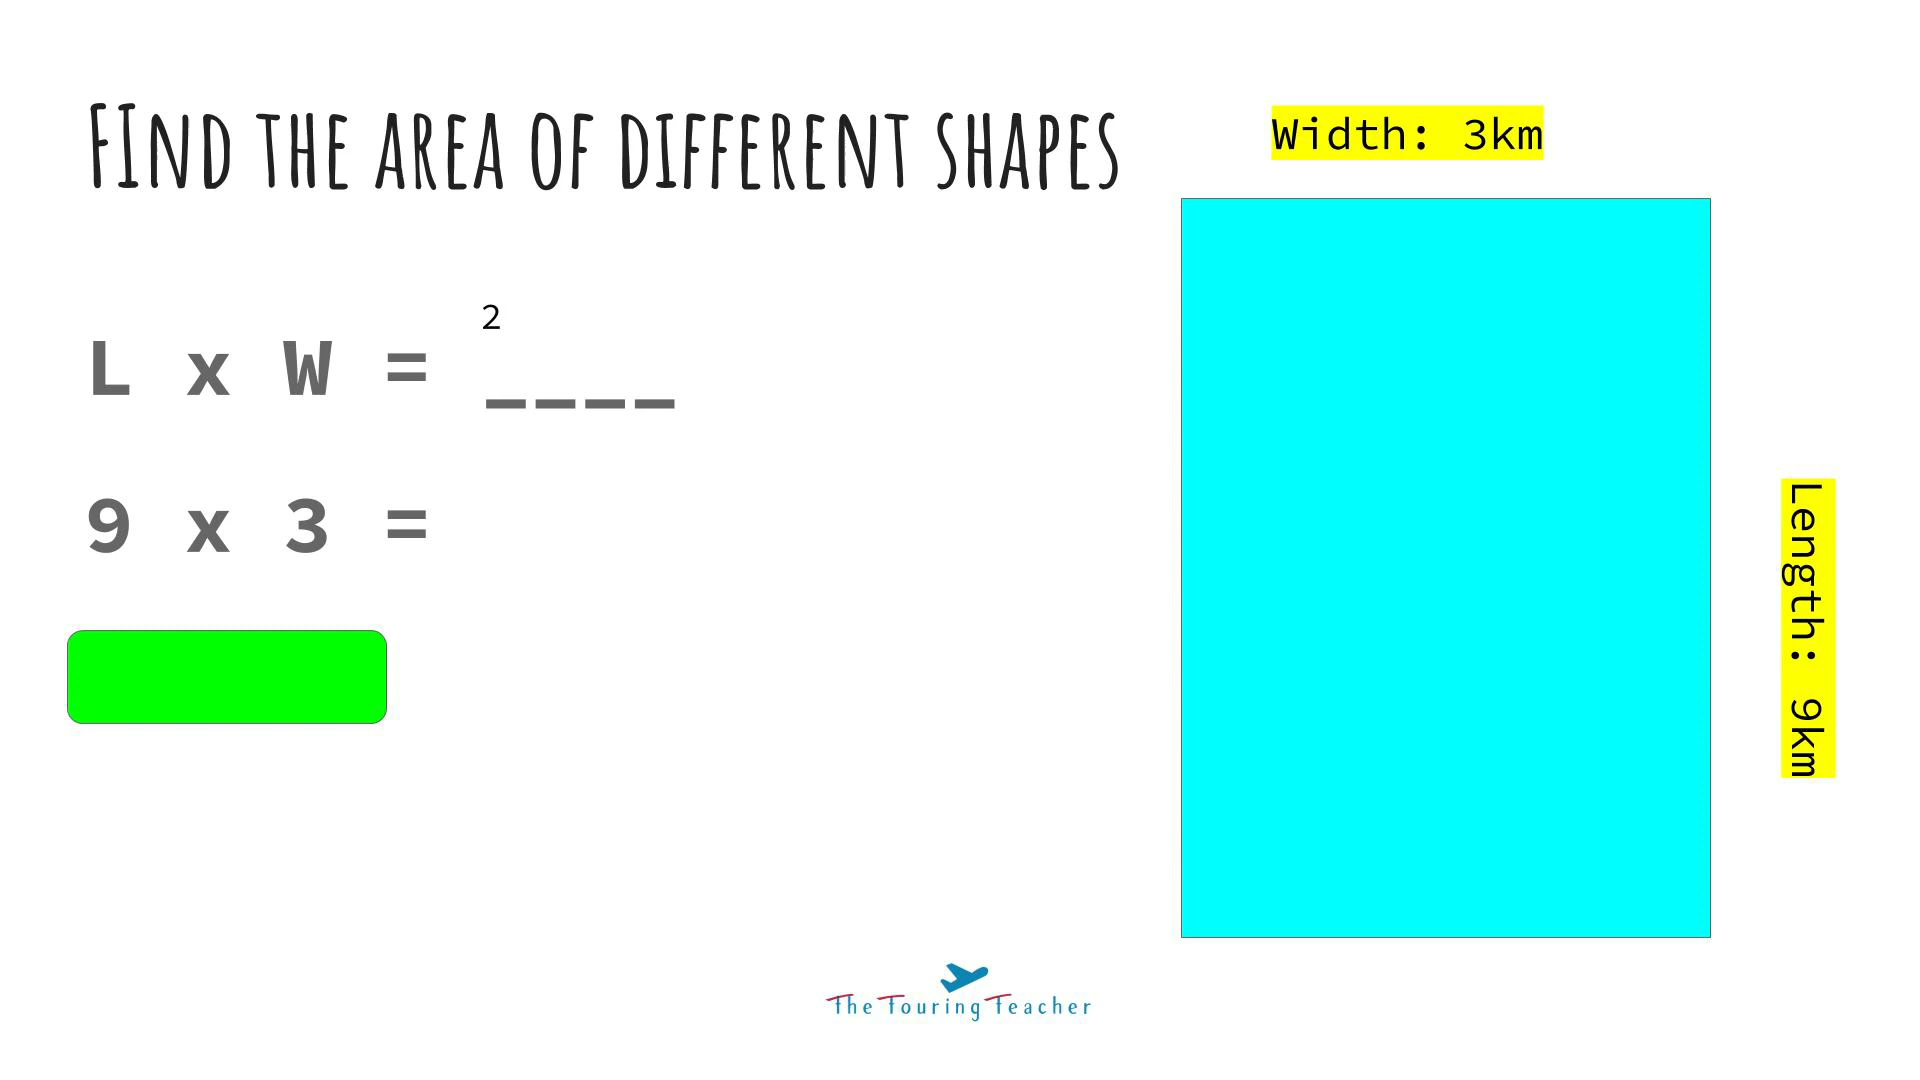 FInd the area of different shapes
Width: 3km
2
L x W = ____
9 x 3 =
Length: 9km
The Touring Teacher